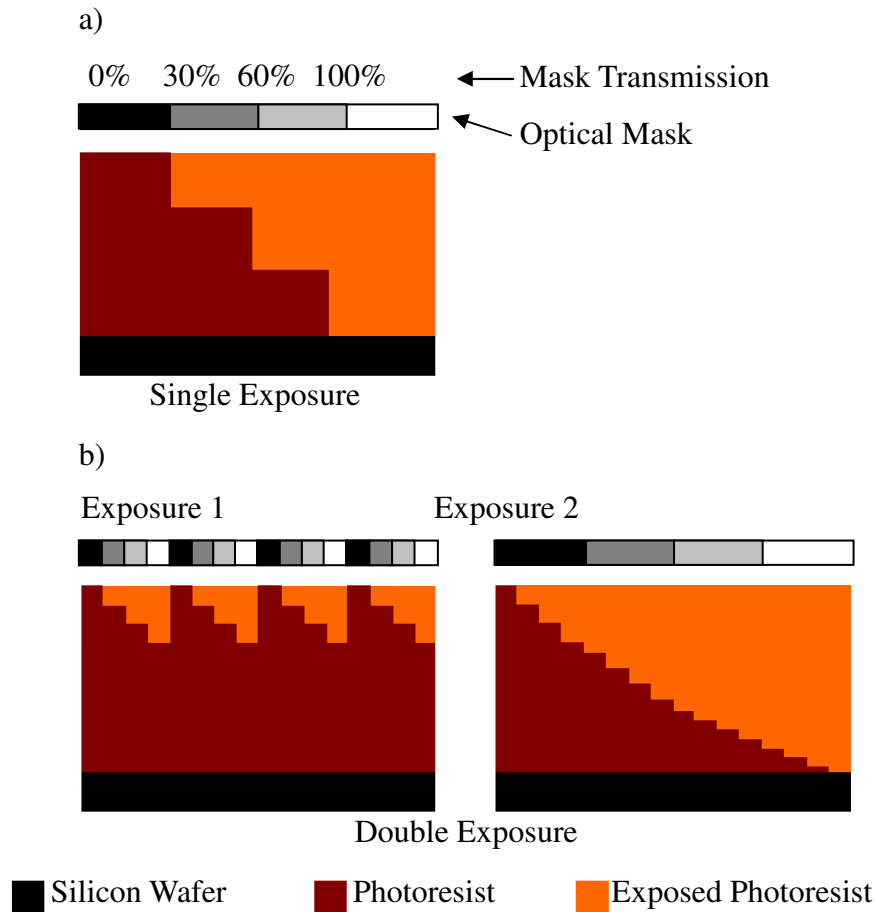 a)
0% 30% 60% 100% Mask Transmission
Optical Mask
Single Exposure
b)
Exposure 1 Exposure 2
Double Exposure
Silicon Wafer Photoresist Exposed Photoresist